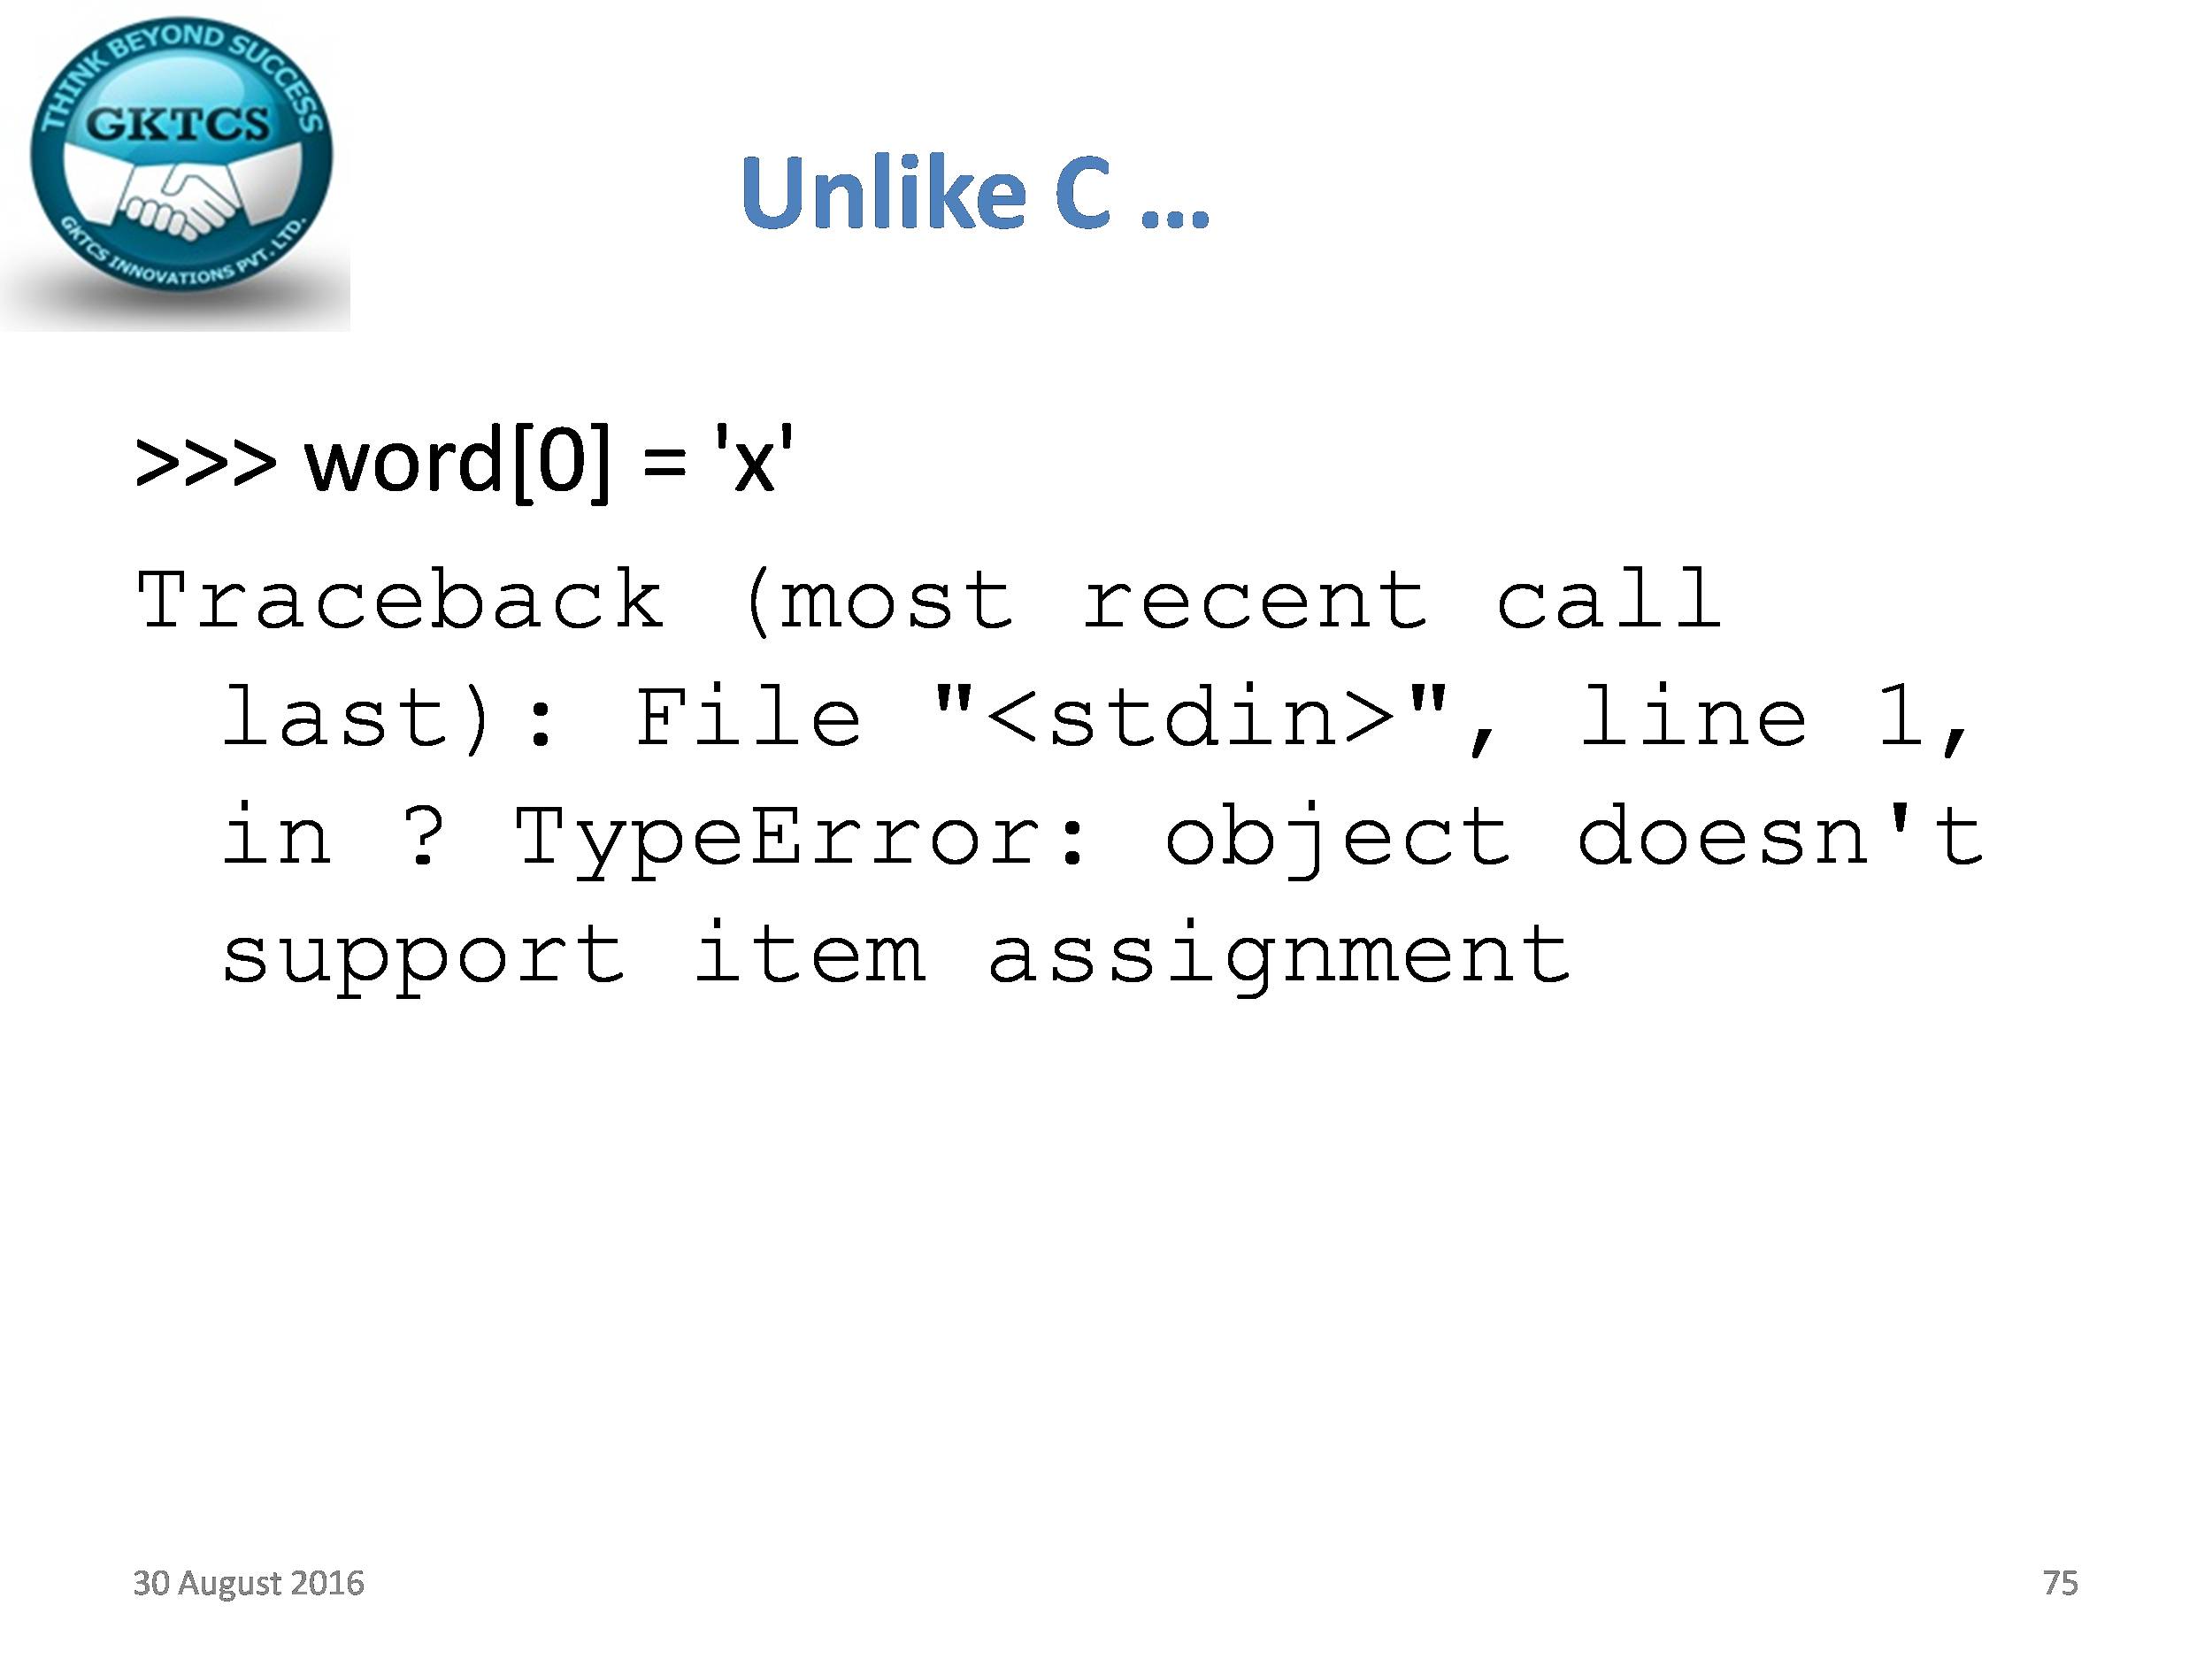 THINK BEYOND SUCCESS
GKTCS
GKTCS INNOVATIONS PVT. LTD.
Unlike C …
>>> word[0] = 'x'
Traceback (most recent call
last): File "<stdin>", line 1,
in ? TypeError: object doesn't
support item assignment
30 August 2016
75